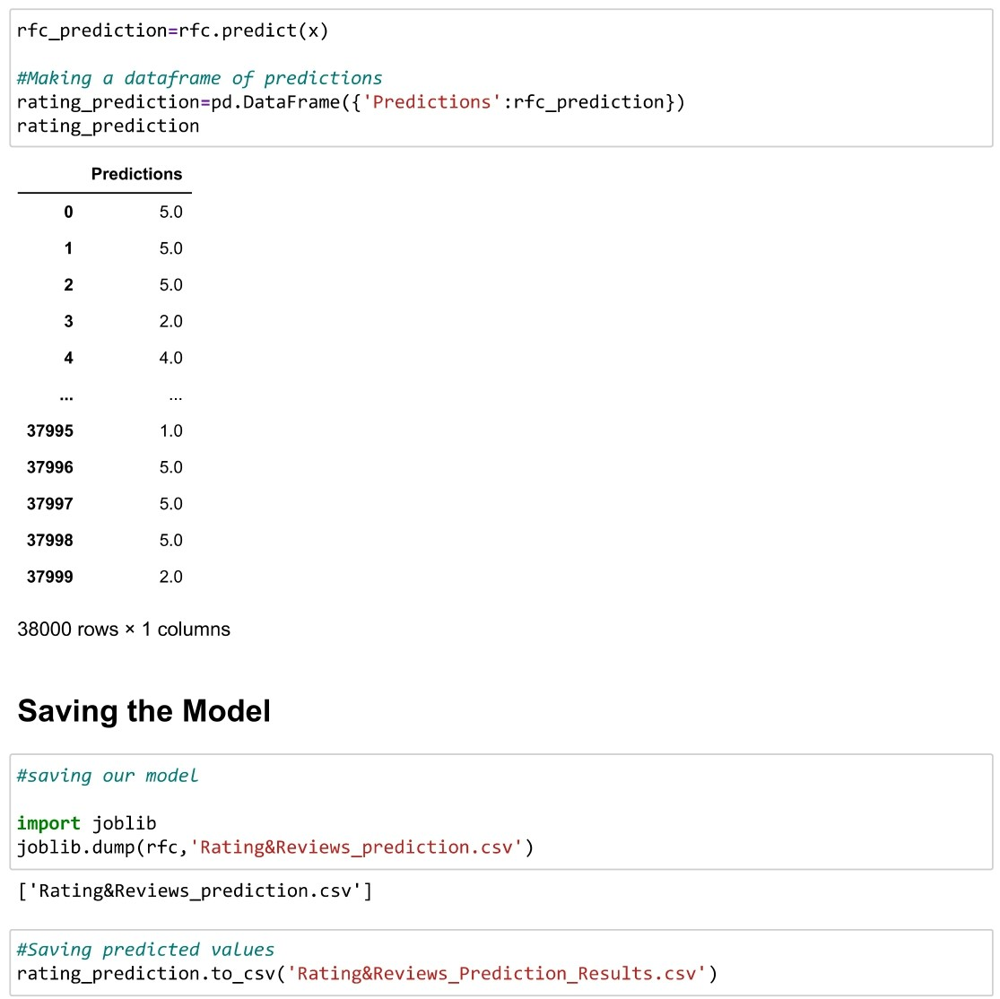 rfc_prediction=rfc.predict(x)
#Making a dataframe of predictions
rating_prediction=pd.DataFrame({'Predictions':rfc_prediction})
rating_prediction
Predictions
0 5.0
1 5.0
2 5.0
3 2.0
4 4.0
... ...
37995 1.0
37996 5.0
37997 5.0
37998 5.0
37999 2.0
38000 rows × 1 columns
Saving the Model
#saving our model
import joblib
joblib.dump(rfc,'Rating&Reviews_prediction.csv')
['Rating&Reviews_prediction.csv']
#Saving predicted values
rating_prediction.to_csv('Rating&Reviews_Prediction_Results.csv')